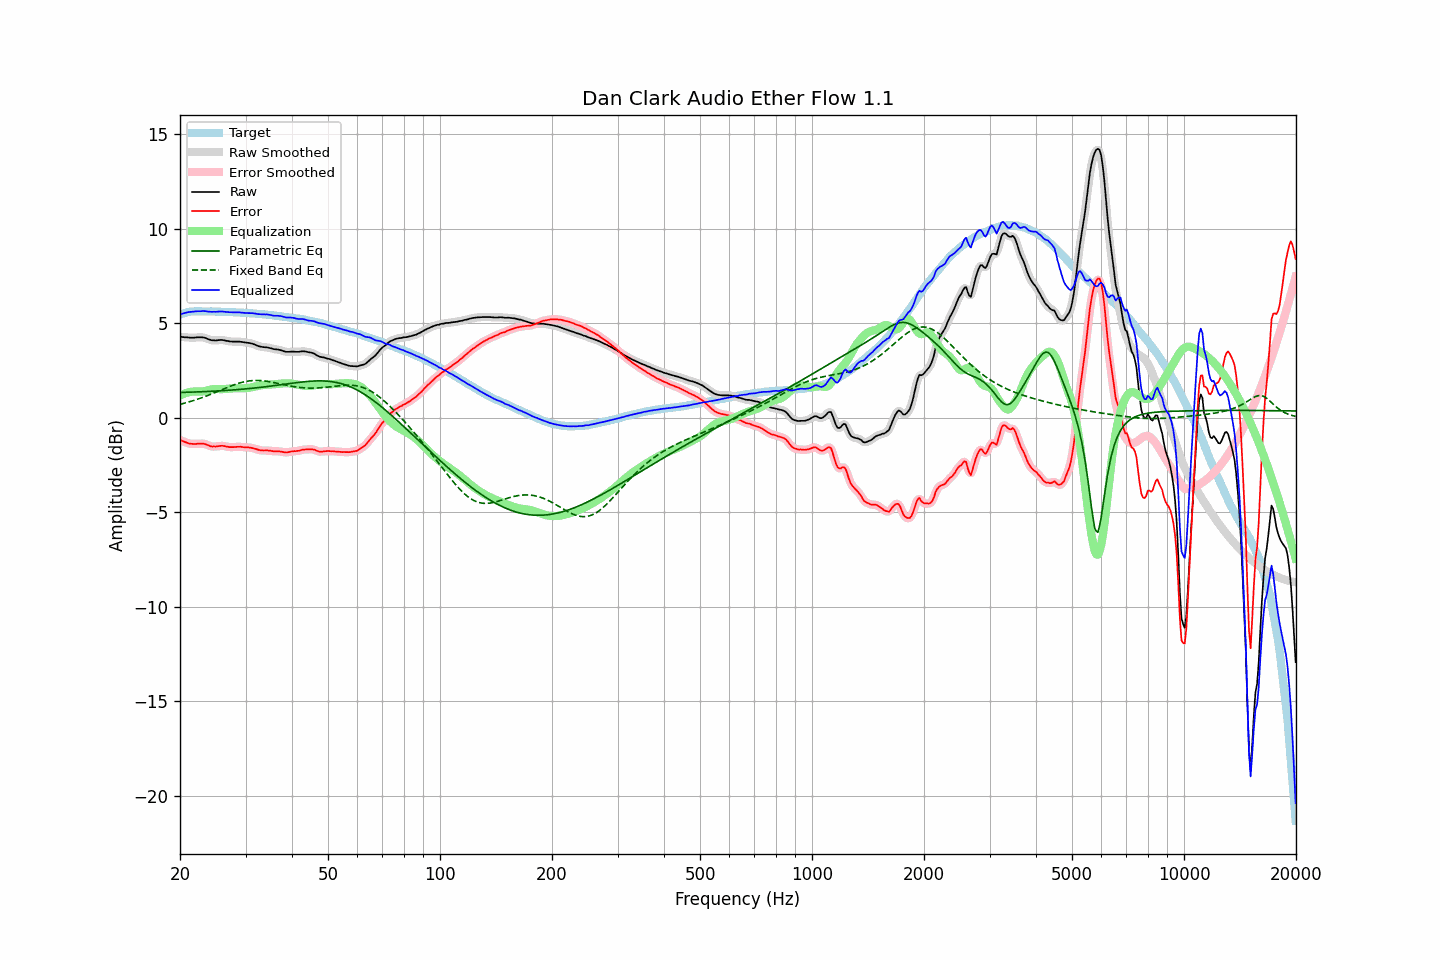 Dan Clark Audio Ether Flow 1.1
Target
Raw Smoothed
Error Smoothed
Raw
Error
Equalization
Parametric Eq
Fixed Band Eq
Equalized
15
10
5
0
−5
−10
−15
−20
Amplitude (dBr)
20 50 100 200 500 1000 2000 5000 10000 20000
Frequency (Hz)